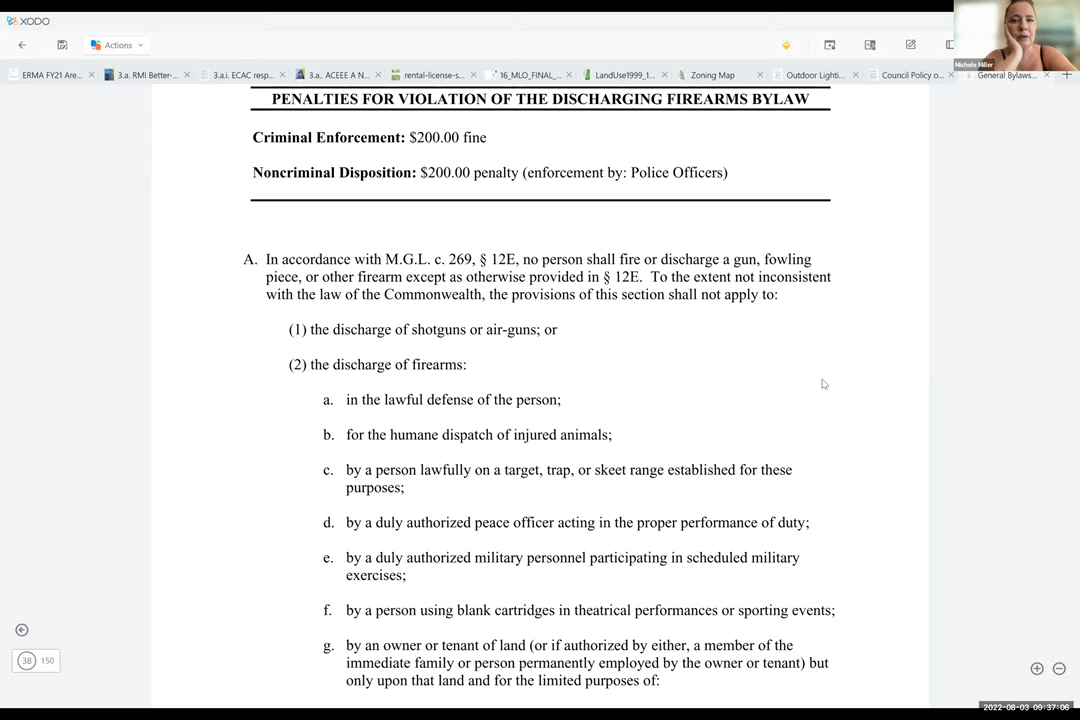 XODO
Actions
Michele Miller
ERMA FY21 Are...
3.a. RMI Better-...
3.a.i. ECAC resp...
3.a.. ACEEE A N...
rental-license-s...
16_MLO_FINAL_...
LandUse1999_1...
Zoning Map
Outdoor Lighti...
Council Policy o...
General Bylaws...
PENALTIES FOR VIOLATION OF THE DISCHARGING FIREARMS BYLAW
Criminal Enforcement: $200.00 fine
Noncriminal Disposition: $200.00 penalty (enforcement by: Police Officers)
A. In accordance with M.G.L. c. 269, § 12E, no person shall fire or discharge a gun, fowling
piece, or other firearm except as otherwise provided in § 12E. To the extent not inconsistent
with the law of the Commonwealth, the provisions of this section shall not apply to:
(1) the discharge of shotguns or air-guns; or
(2) the discharge of firearms:
a. in the lawful defense of the person;
b. for the humane dispatch of injured animals;
c. by a person lawfully on a target, trap, or skeet range established for these
purposes;
d. by a duly authorized peace officer acting in the proper performance of duty;
e. by a duly authorized military personnel participating in scheduled military
exercises;
f. by a person using blank cartridges in theatrical performances or sporting events;
g. by an owner or tenant of land (or if authorized by either, a member of the
immediate family or person permanently employed by the owner or tenant) but
only upon that land and for the limited purposes of:
38 150
2022-08-03 09:37:06